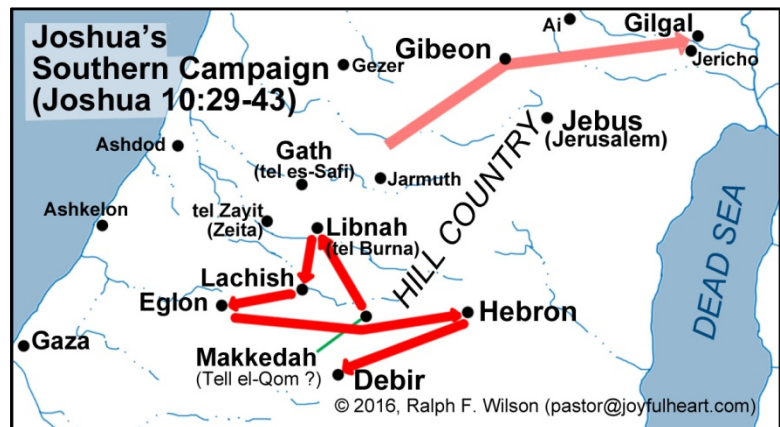 Joshua's
Southern Campaign
(Joshua 10:29-43)
Ai
Gilgal
Gibeon
Jericho
Gezer
Jebus
(Jerusalem)
Ashdod
Gath
(tel es-Safi)
Jarmuth
HILL COUNTRY
DEAD SEA
Ashkelon
tel Zayit
(Zeita)
Libnah
(tel Burna)
Lachish
Eglon
Hebron
Gaza
Makkedah
(Tell el-Qom ?)
Debir
© 2016, Ralph F. Wilson (pastor@joyfulheart.com)